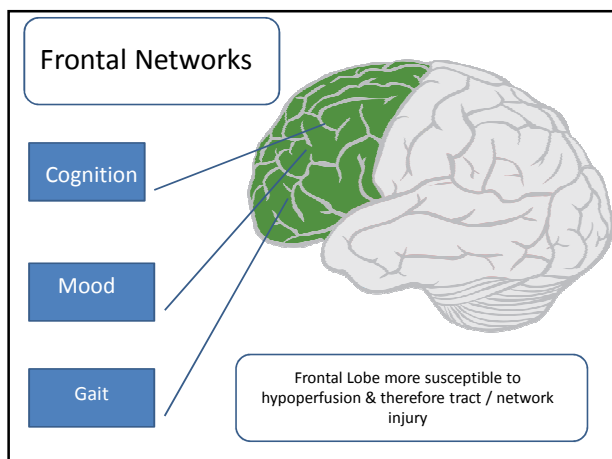 Frontal Networks
Cognition
Mood
Gait
Frontal Lobe more susceptible to
hypoperfusion & therefore tract / network
injury